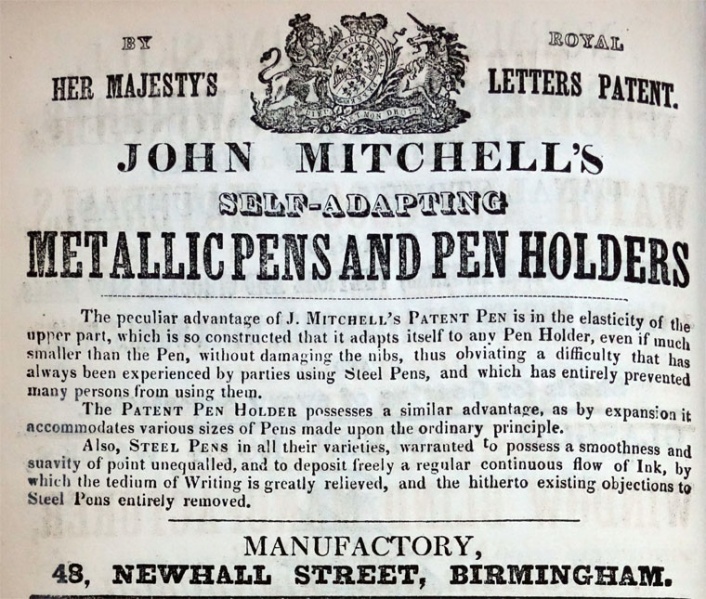 BY ROYAL
HER MAJESTY'S LETTERS PATENT.
JOHN MITCHELL'S
SELF-ADAPTING
METALLIC PENS AND PEN HOLDERS
The peculiar advantage of J. MITCHELL'S PATENT PEN is in the elasticity of the
upper part, which is so constructed that it adapts itself to any Pen Holder, even if much
smaller than the Pen, without damaging the nibs, thus obviating a difficulty that has
always been experienced by parties using Steel Pens, and which has entirely prevented
many persons from using them.
The PATENT PEN HOLDER possesses a similar advantage, as by expansion it
accommodates various sizes of Pens made upon the ordinary principle.
Also, STEEL PENS in all their varieties, warranted to possess a smoothness and
suavity of point unequalled, and to deposit freely a regular continuous flow of Ink, by
which the tedium of Writing is greatly relieved, and the hitherto existing objections to
Steel Pens entirely removed.
MANUFACTORY,
48, NEWHALL STREET, BIRMINGHAM.